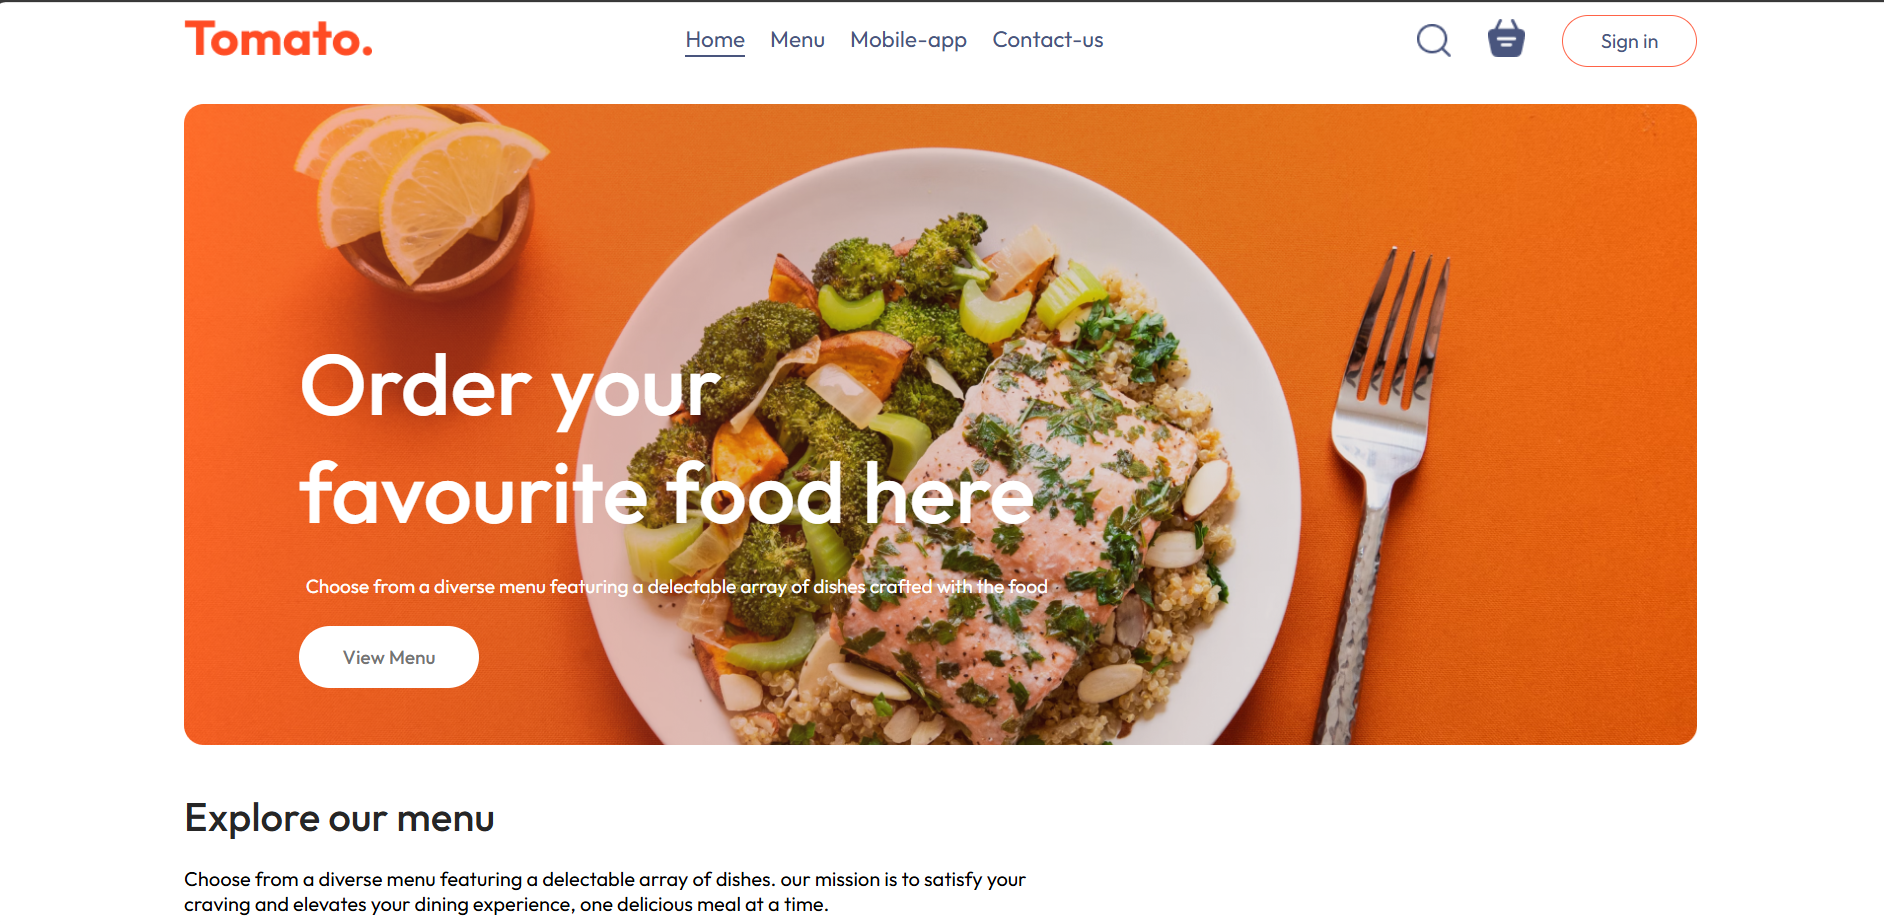 Tomato.
Home Menu Mobile-app Contact-us
Sign in
Order your
favourite food here
Choose from a diverse menu featuring a delectable array of dishes crafted with the food
View Menu
Explore our menu
Choose from a diverse menu featuring a delectable array of dishes. our mission is to satisfy your
craving and elevates your dining experience, one delicious meal at a time.